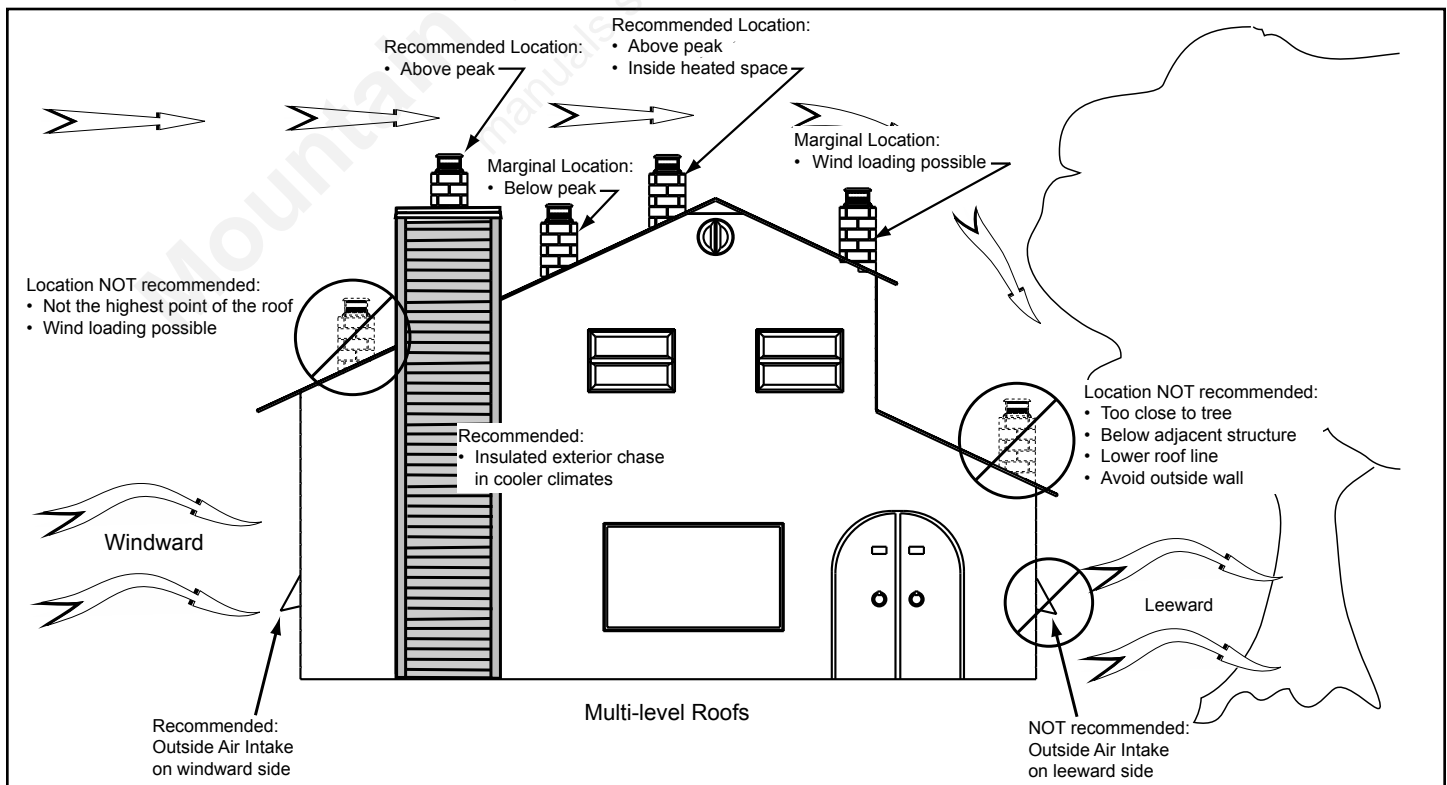 Mountain
manuals s
Recommended Location:
• Above peak
Recommended Location:
• Above peak
• Inside heated space
Marginal Location:
• Below peak
Marginal Location:
• Wind loading possible
Location NOT recommended:
• Not the highest point of the roof
• Wind loading possible
Recommended:
• Insulated exterior chase
in cooler climates
Location NOT recommended:
• Too close to tree
• Below adjacent structure
• Lower roof line
• Avoid outside wall
Windward
Leeward
Multi-level Roofs
Recommended:
Outside Air Intake
on windward side
NOT recommended:
Outside Air Intake
on leeward side